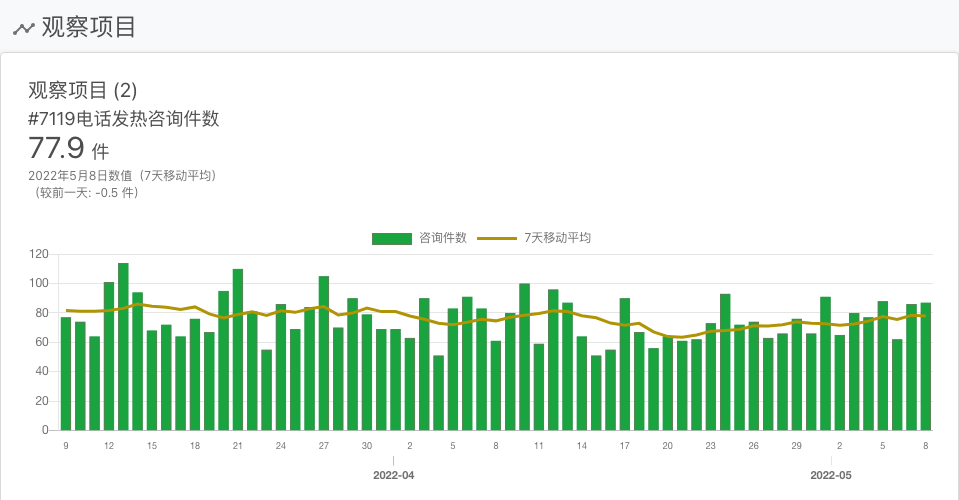 观察项目
观察项目 (2)
#7119电话发热咨询件数
77.9 件
2022年5月8日数值（7天移动平均）
（较前一天: -0.5 件）
咨询件数 7天移动平均
120
100
80
60
40
20
0
9 12 15 18 21 24 27 30 2 5 8 11 14 17 20 23 26 29 2 5 8
2022-04 2022-05